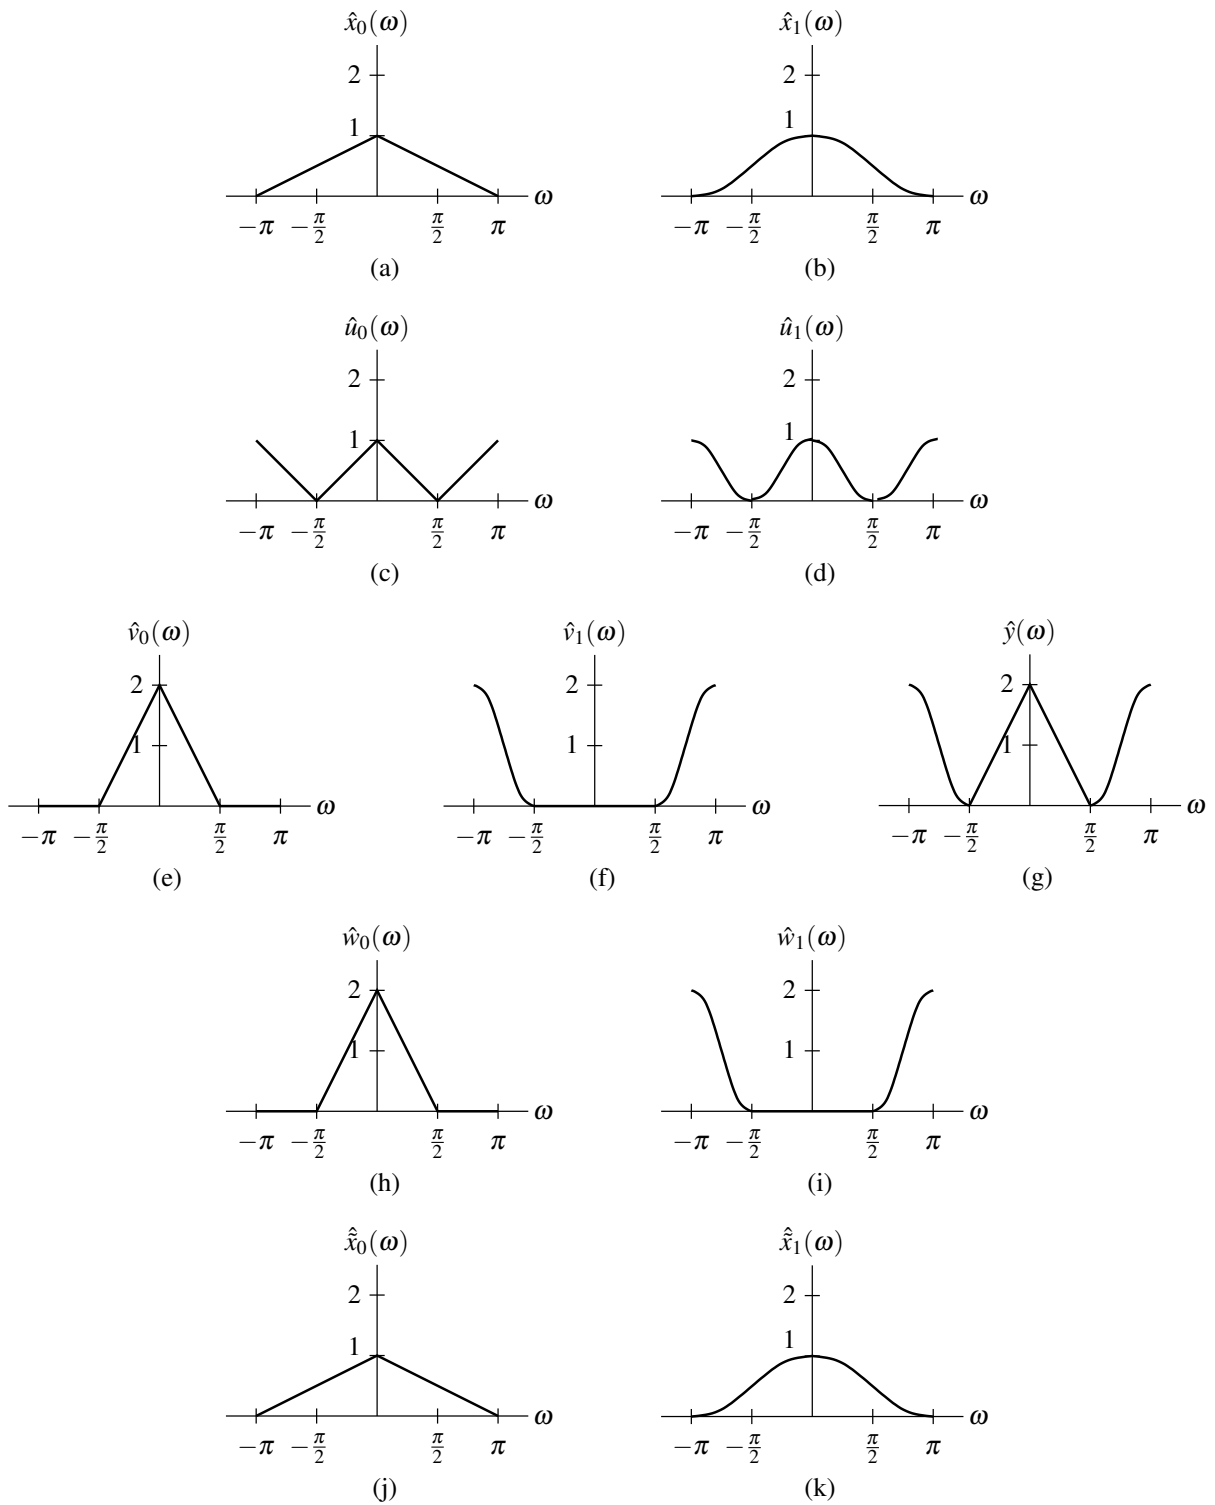 x̂₀(ω) x̂₁(ω)
2 2
1 1
ω ω
−π −π/2 π/2 π −π −π/2 π/2 π
(a) (b)
û₀(ω) û₁(ω)
2 2
1 1
ω ω
−π −π/2 π/2 π −π −π/2 π/2 π
(c) (d)
v̂₀(ω) v̂₁(ω) ŷ(ω)
2 2 2
1 1 1
ω ω ω
−π −π/2 π/2 π −π −π/2 π/2 π −π −π/2 π/2 π
(e) (f) (g)
ŵ₀(ω) ŵ₁(ω)
2 2
1 1
ω ω
−π −π/2 π/2 π −π −π/2 π/2 π
(h) (i)
x̃̂₀(ω) x̃̂₁(ω)
2 2
1 1
ω ω
−π −π/2 π/2 π −π −π/2 π/2 π
(j) (k)